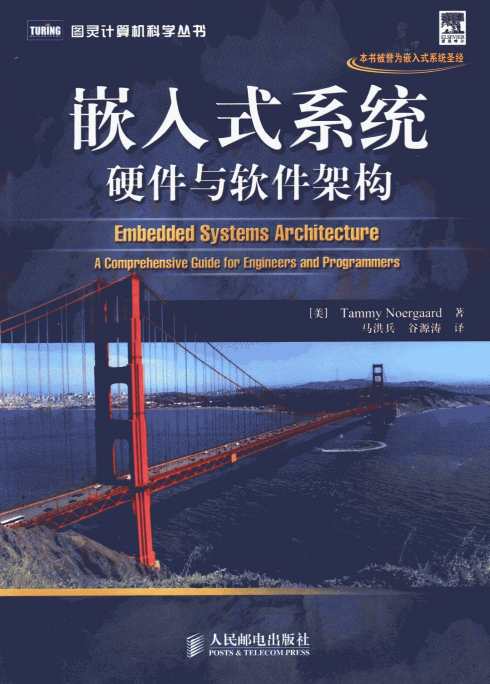 TURING 图灵计算机科学丛书
ELSEVIER
本书被誉为嵌入式系统圣经
嵌入式系统
硬件与软件架构
Embedded Systems Architecture
A Comprehensive Guide for Engineers and Programmers
[美] Tammy Noergaard 著
马洪兵 谷源涛 译
人民邮电出版社
POSTS & TELECOM PRESS